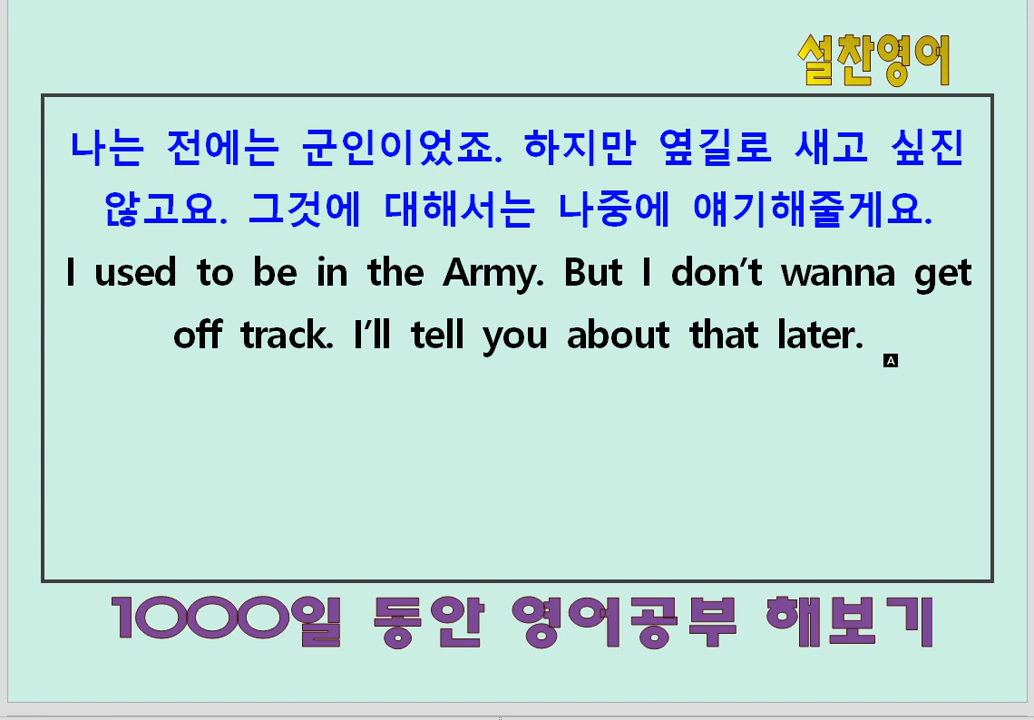 설찬영어
나는 전에는 군인이었죠. 하지만 옆길로 새고 싶진
않고요. 그것에 대해서는 나중에 얘기해줄게요.
I used to be in the Army. But I don't wanna get
off track. I'll tell you about that later.
A
1000일 동안 영어공부 해보기